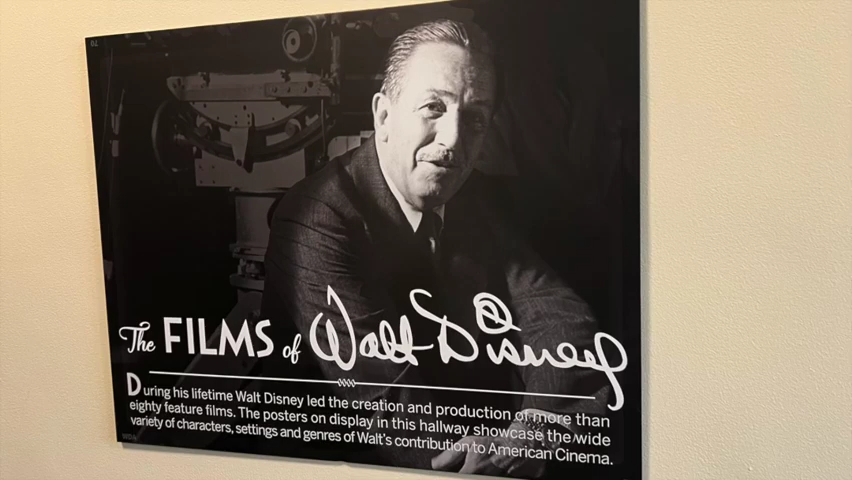 The FILMS of Walt Disney
During his lifetime Walt Disney led the creation and production of more than
eighty feature films. The posters on display in this hallway showcase the wide
variety of characters, settings and genres of Walt's contribution to American Cinema.